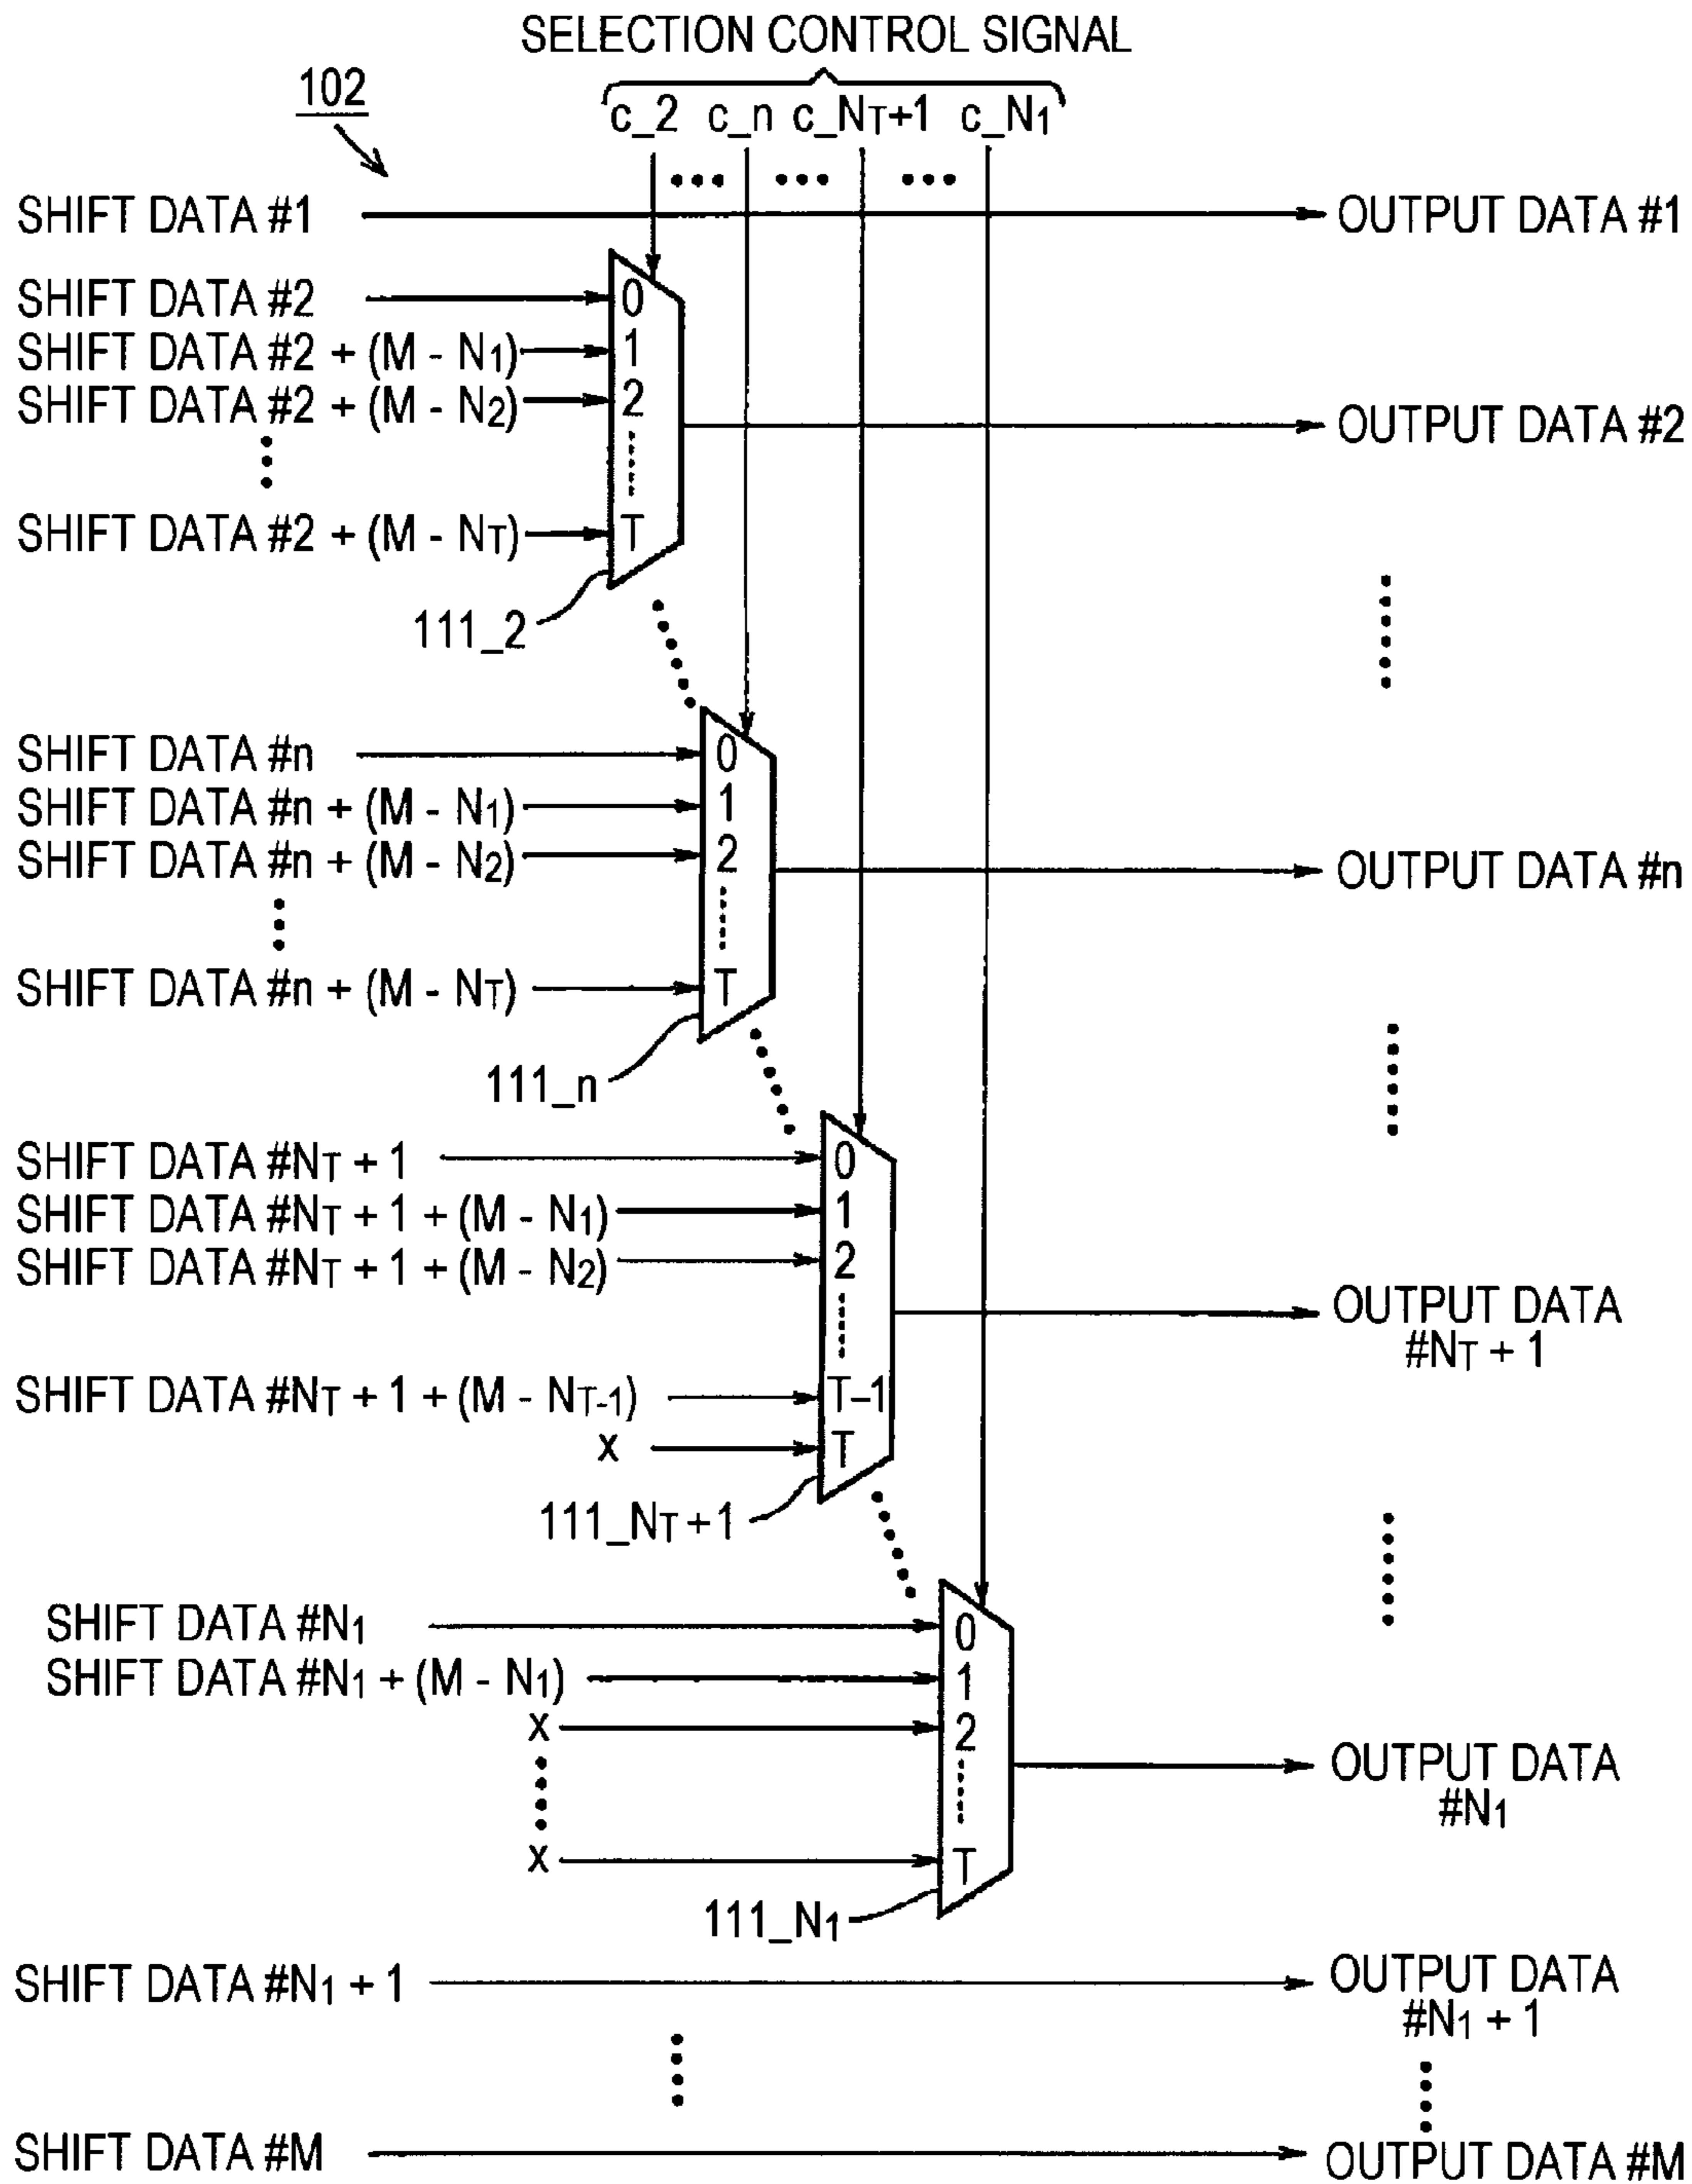 SELECTION CONTROL SIGNAL
102
c_2 c_n c_NT+1 c_N1
SHIFT DATA #1 OUTPUT DATA #1
SHIFT DATA #2 0
SHIFT DATA #2 + (M - N1) 1
SHIFT DATA #2 + (M - N2) 2
OUTPUT DATA #2
SHIFT DATA #2 + (M - NT) T
111_2
SHIFT DATA #n 0
SHIFT DATA #n + (M - N1) 1
SHIFT DATA #n + (M - N2) 2
OUTPUT DATA #n
SHIFT DATA #n + (M - NT) T
111_n
SHIFT DATA #NT + 1 0
SHIFT DATA #NT + 1 + (M - N1) 1
SHIFT DATA #NT + 1 + (M - N2) 2
OUTPUT DATA
#NT + 1
SHIFT DATA #NT + 1 + (M - NT-1) T-1
x T
111_NT+1
SHIFT DATA #N1 0
SHIFT DATA #N1 + (M - N1) 1
x 2
OUTPUT DATA
#N1
x T
111_N1
SHIFT DATA #N1 + 1 OUTPUT DATA
#N1 + 1
SHIFT DATA #M OUTPUT DATA #M